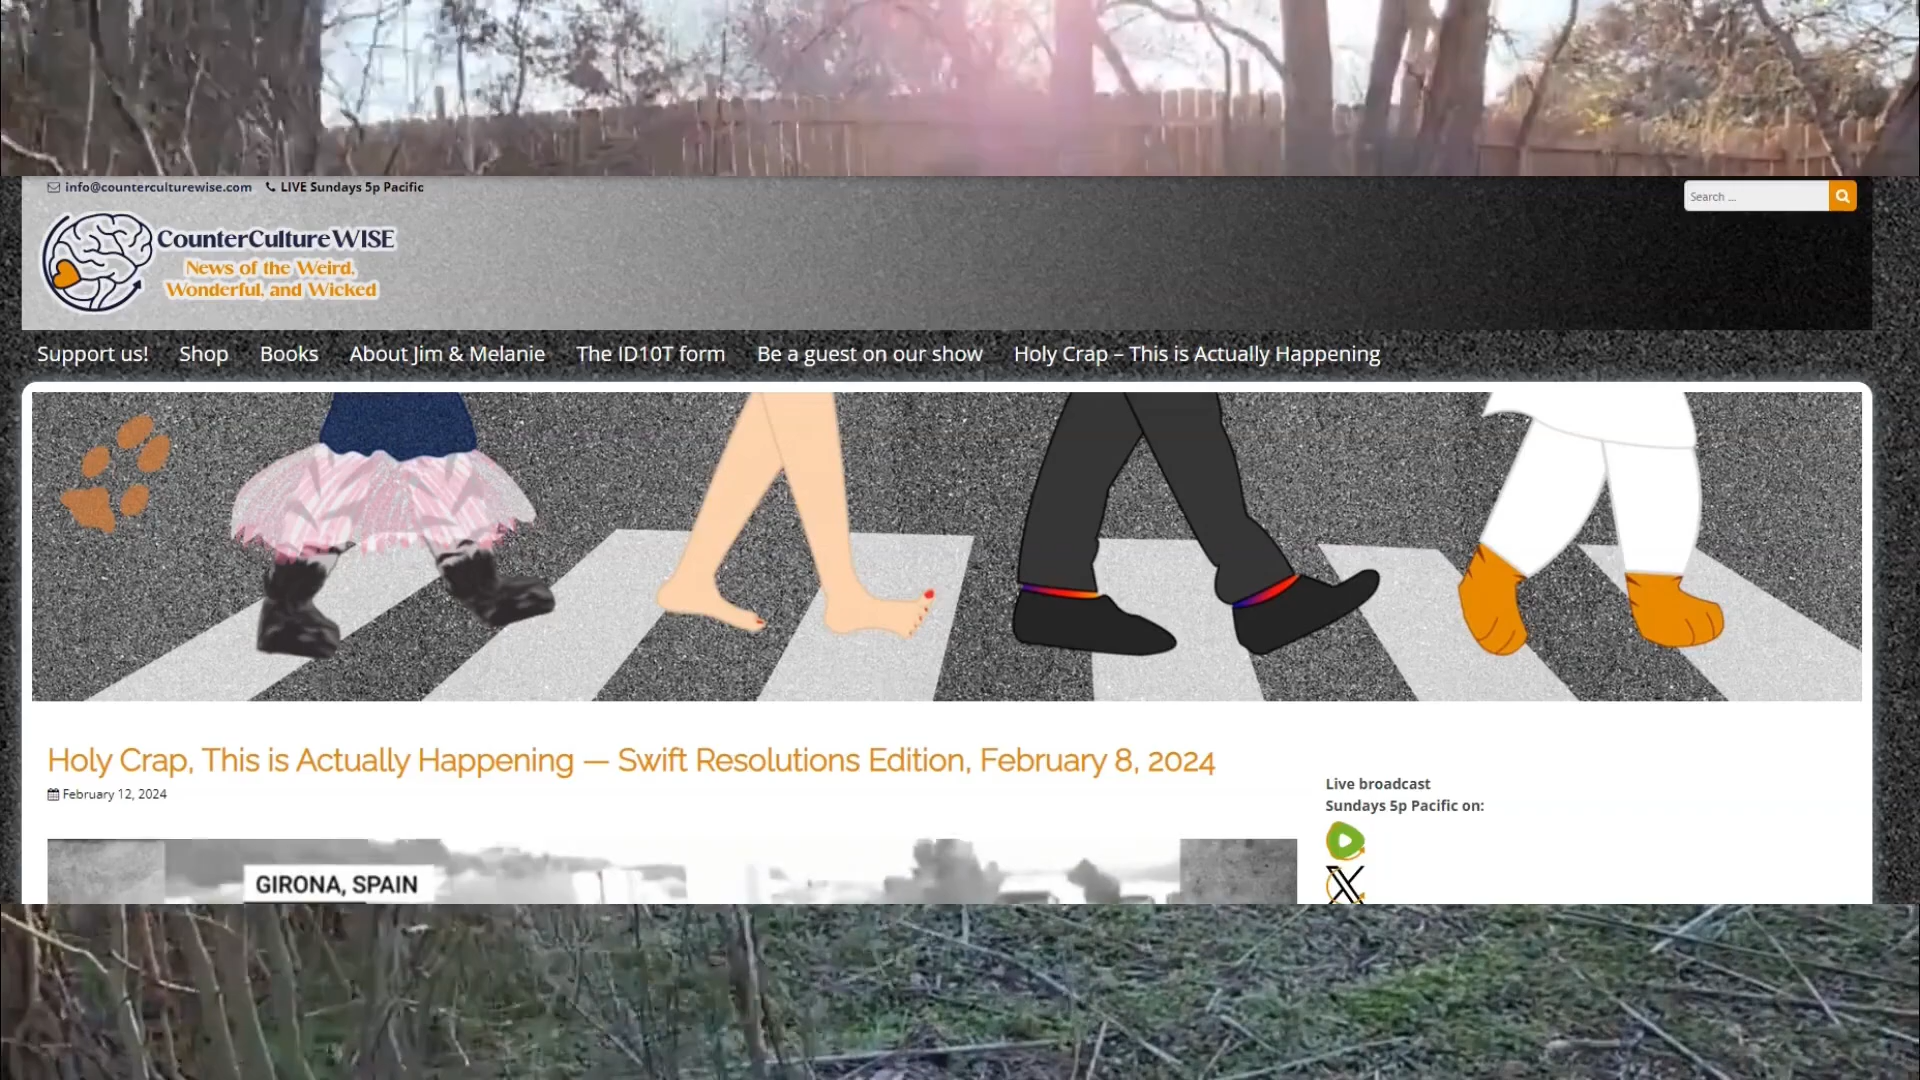 info@counterculturewise.com LIVE Sundays 5p Pacific
Search ...
CounterCultureWISE
News of the Weird,
Wonderful, and Wicked
Support us! Shop Books About Jim & Melanie The ID10T form Be a guest on our show Holy Crap – This is Actually Happening
Holy Crap, This is Actually Happening — Swift Resolutions Edition, February 8, 2024
February 12, 2024
Live broadcast
Sundays 5p Pacific on:
GIRONA, SPAIN
X